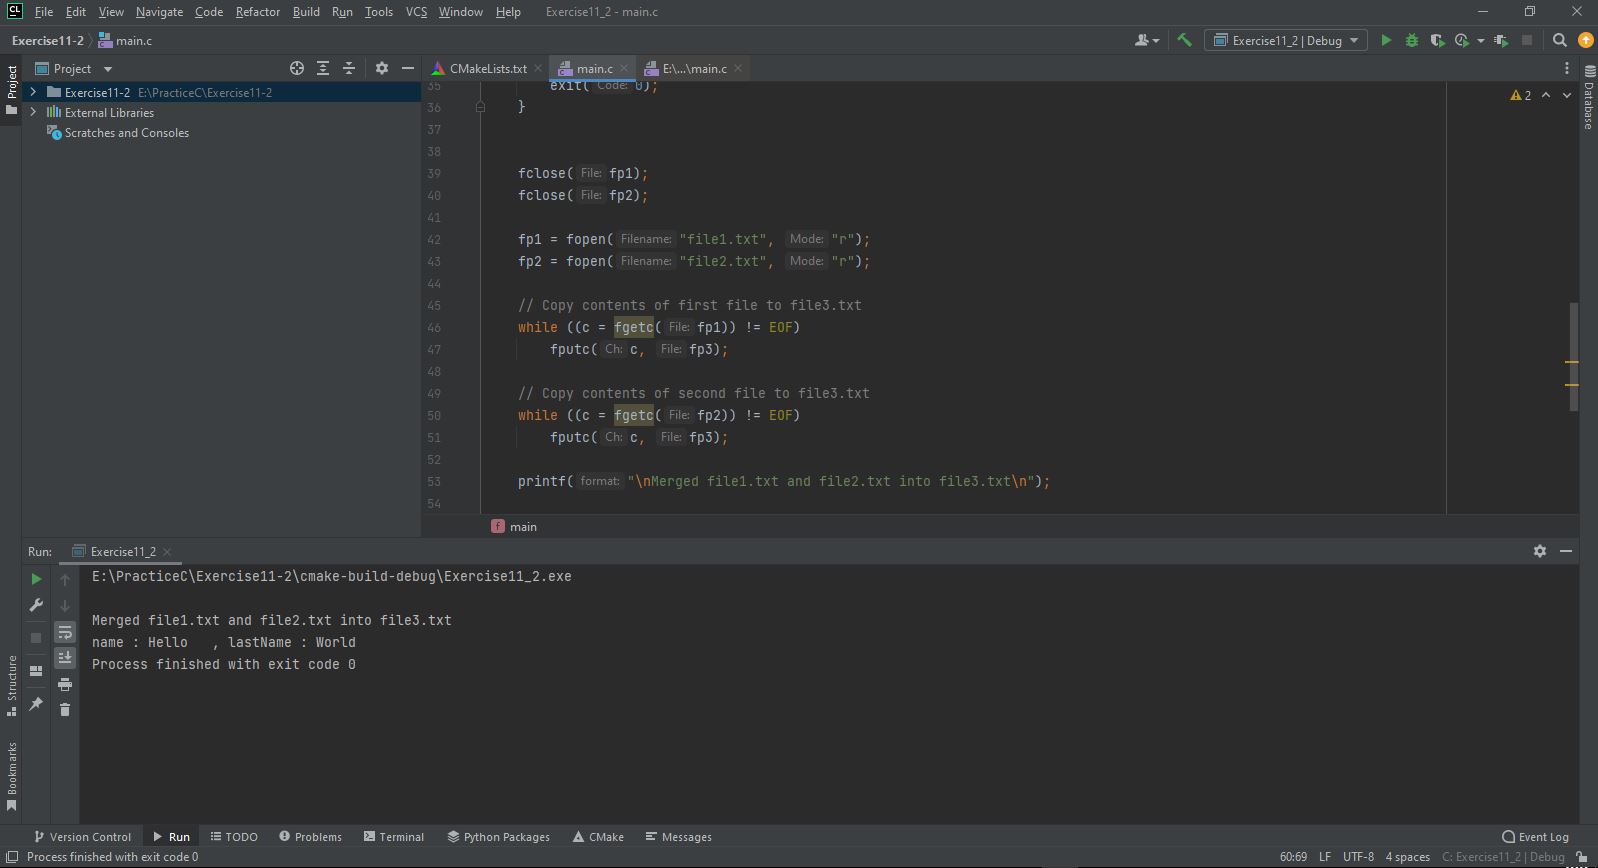 CL File Edit View Navigate Code Refactor Build Run Tools VCS Window Help Exercise11_2 - main.c
Exercise11-2 main.c Exercise11_2 | Debug
Project CMakeLists.txt main.c E:\...\main.c
Project
Exercise11-2 E:\PracticeC\Exercise11-2
External Libraries
Scratches and Consoles
2
Database
35 exit( Code: 0);
36 }
37
38
39 fclose( File: fp1);
40 fclose( File: fp2);
41
42 fp1 = fopen( Filename: "file1.txt", Mode: "r");
43 fp2 = fopen( Filename: "file2.txt", Mode: "r");
44
45 // Copy contents of first file to file3.txt
46 while ((c = fgetc( File: fp1)) != EOF)
47 fputc( Ch: c, File: fp3);
48
49 // Copy contents of second file to file3.txt
50 while ((c = fgetc( File: fp2)) != EOF)
51 fputc( Ch: c, File: fp3);
52
53 printf( format: "\nMerged file1.txt and file2.txt into file3.txt\n");
54
f main
Run: Exercise11_2
E:\PracticeC\Exercise11-2\cmake-build-debug\Exercise11_2.exe
Merged file1.txt and file2.txt into file3.txt
name : Hello   , lastName : World
Process finished with exit code 0
Structure
Bookmarks
Version Control Run TODO Problems Terminal Python Packages CMake Messages Event Log
Process finished with exit code 0 60:69 LF UTF-8 4 spaces C: Exercise11_2 | Debug